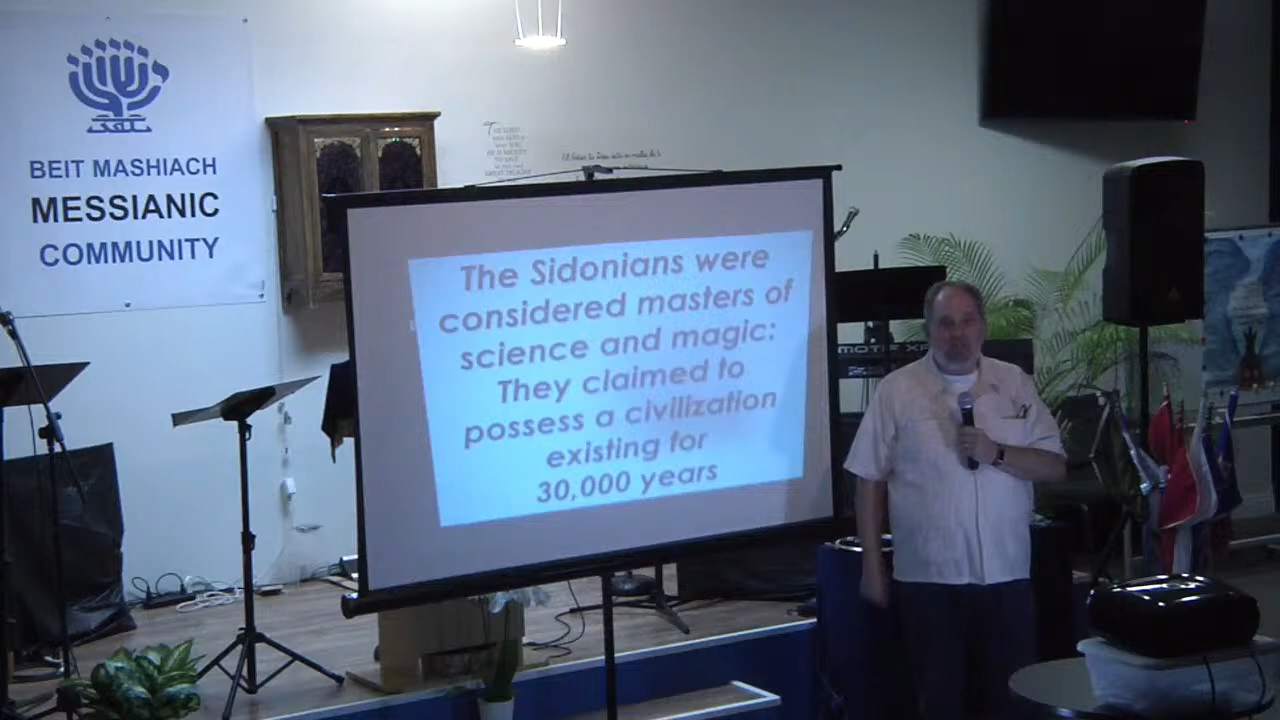 BEIT MASHIACH
MESSIANIC
COMMUNITY
The Sidonians were
considered masters of
science and magic:
They claimed to
possess a civilization
existing for
30,000 years
MOTIF XF